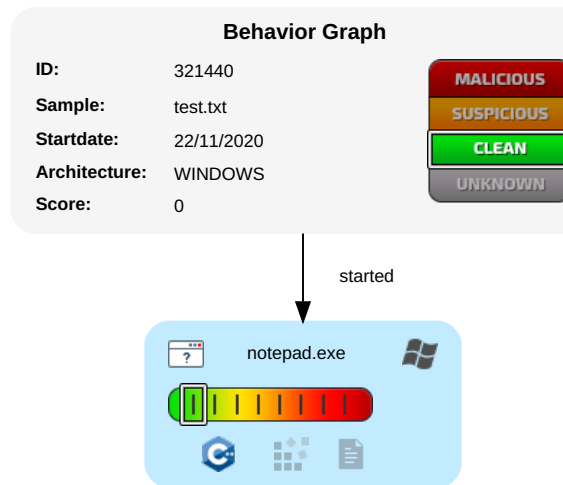 Behavior Graph
ID: 321440
Sample: test.txt
Startdate: 22/11/2020
Architecture: WINDOWS
Score: 0
MALICIOUS
SUSPICIOUS
CLEAN
UNKNOWN
started
?
notepad.exe
C++